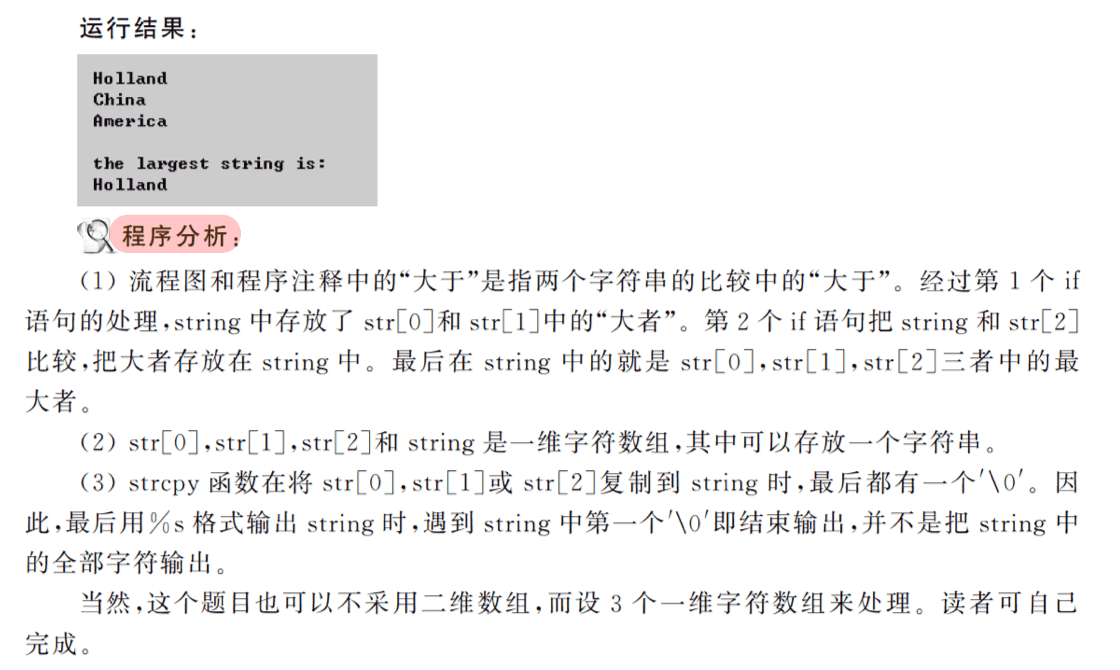 运行结果：
Holland
China
America
the largest string is:
Holland
程序分析：
(1) 流程图和程序注释中的“大于”是指两个字符串的比较中的“大于”。经过第 1 个 if
语句的处理,string 中存放了 str[0]和 str[1]中的“大者”。第 2 个 if 语句把 string 和 str[2]
比较,把大者存放在 string 中。最后在 string 中的就是 str[0],str[1],str[2]三者中的最
大者。
(2) str[0],str[1],str[2]和 string 是一维字符数组,其中可以存放一个字符串。
(3) strcpy 函数在将 str[0],str[1]或 str[2]复制到 string 时,最后都有一个'\0'。因
此,最后用%s 格式输出 string 时,遇到 string 中第一个'\0'即结束输出,并不是把 string 中
的全部字符输出。
当然,这个题目也可以不采用二维数组,而设 3 个一维字符数组来处理。读者可自己
完成。